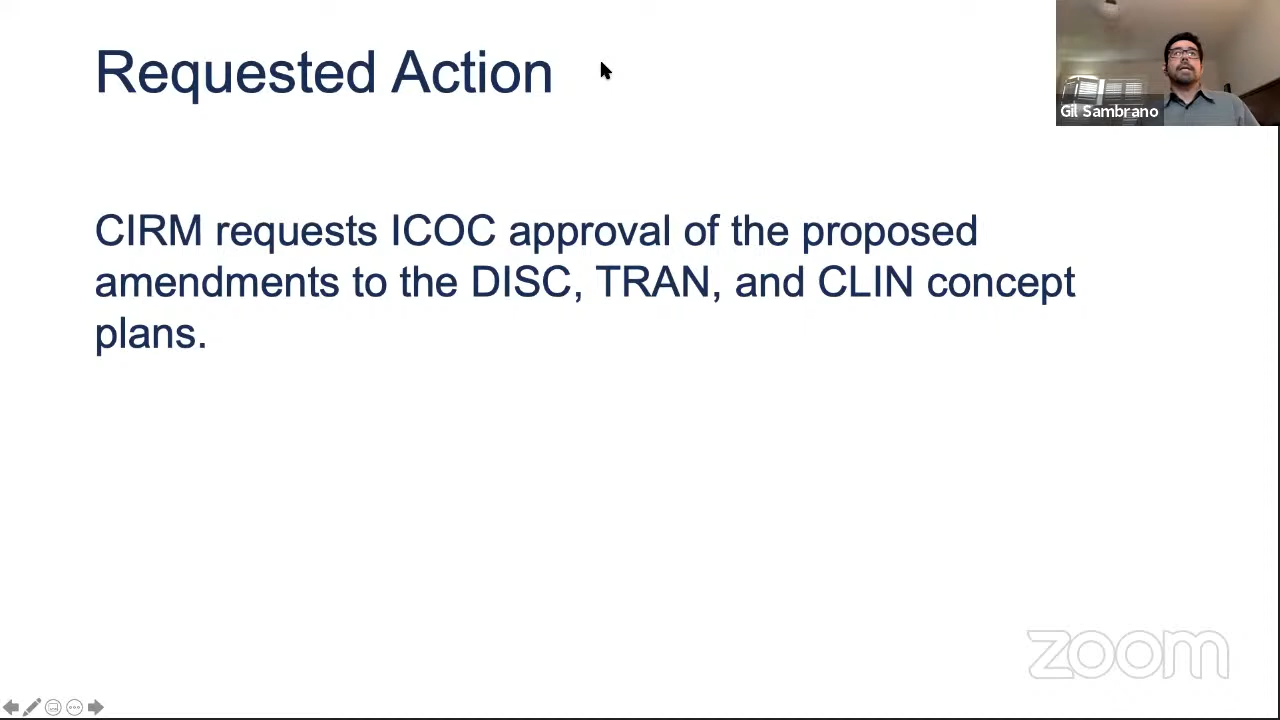 Requested Action
Gil Sambrano
CIRM requests ICOC approval of the proposed
amendments to the DISC, TRAN, and CLIN concept
plans.
zoom